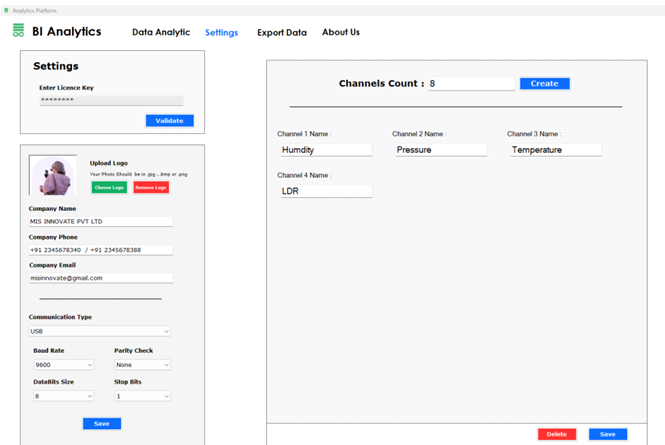 Analytics Platform
BI Analytics
Data Analytic
Settings
Export Data
About Us
Settings
Enter Licence Key
********
Validate
Upload Logo
Your Photo Should be in .jpg , .bmp or .png
Choose Logo
Remove Logo
Company Name
MIS INNOVATE PVT LTD
Company Phone
+91 2345678340 / +91 2345678388
Company Email
misinnovate@gmail.com
Communication Type
USB
Baud Rate
Parity Check
9600
None
DataBits Size
Stop Bits
8
1
Save
Channels Count : 8
Create
Channel 1 Name :
Channel 2 Name :
Channel 3 Name :
Humdity
Pressure
Temperature
Channel 4 Name :
LDR
Delete
Save